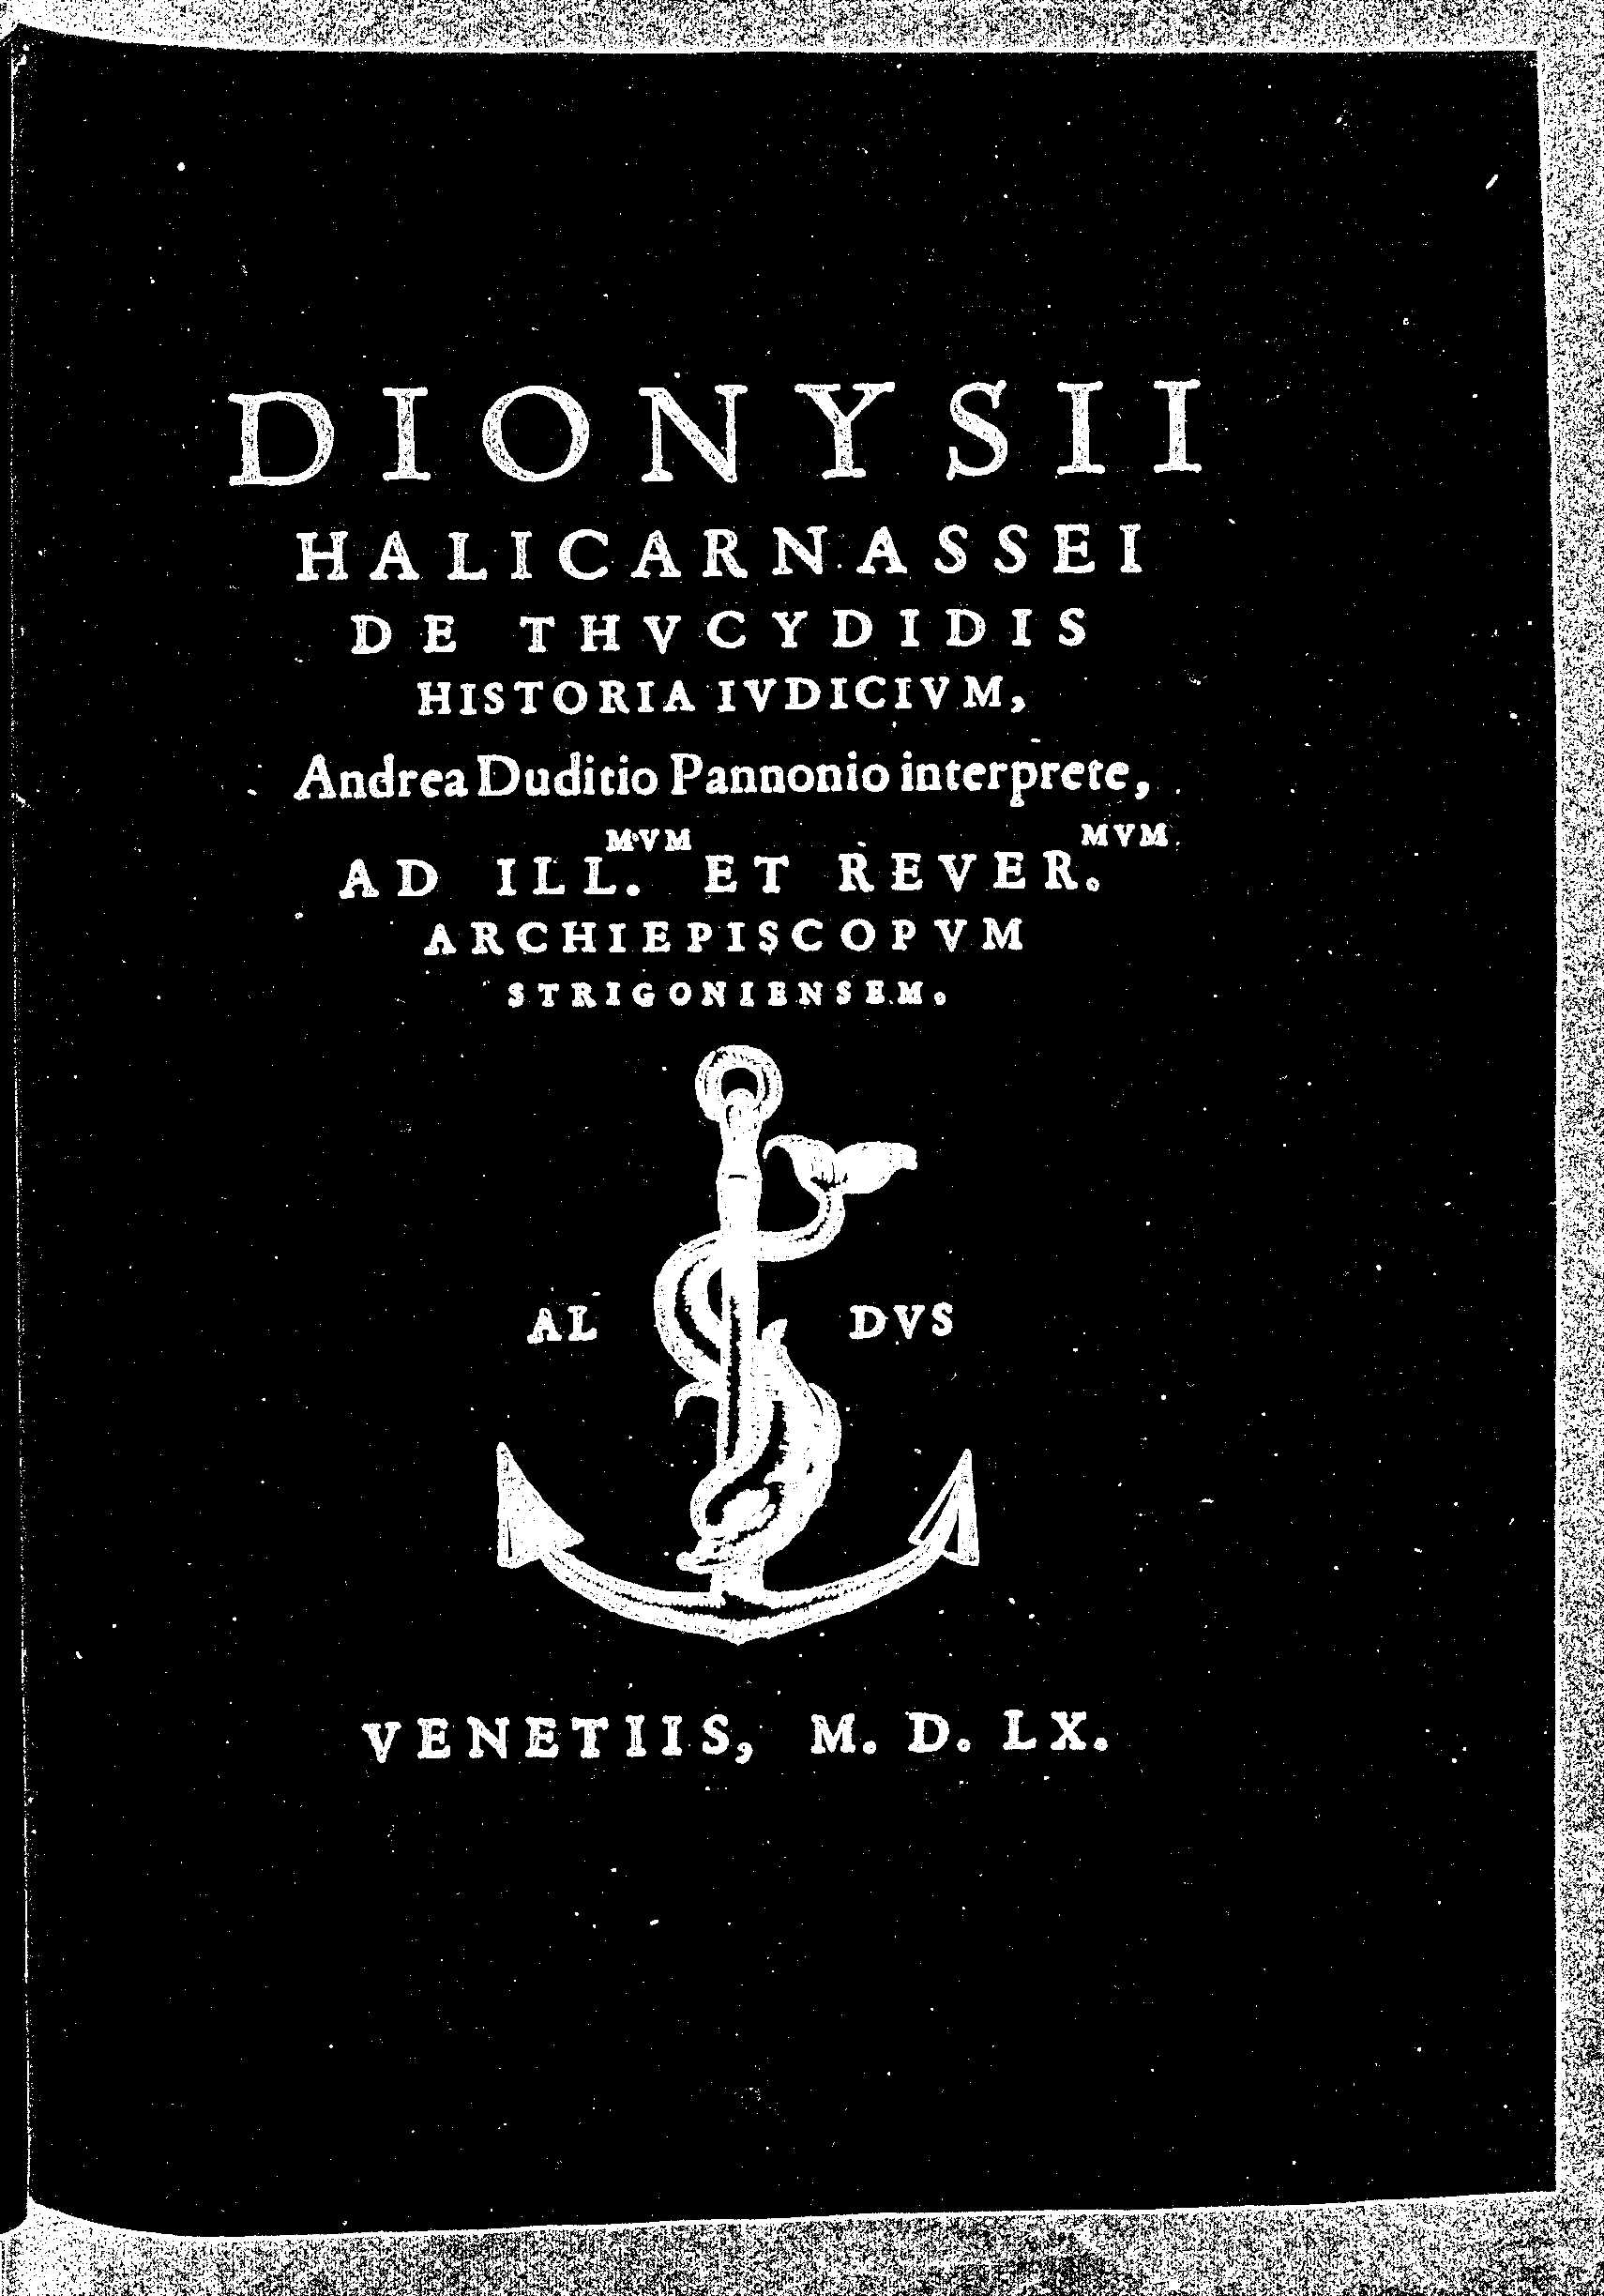 DIONYSII
HALICARNASSEI
DE THVCYDIDIS
HISTORIA IVDICIVM,
Andrea Duditio Pannonio interprete,
AD ILL.MVM ET REVER.MVM
ARCHIEPISCOPVM
STRIGONIENSEM.
AL DVS
VENETIIS, M. D. LX.